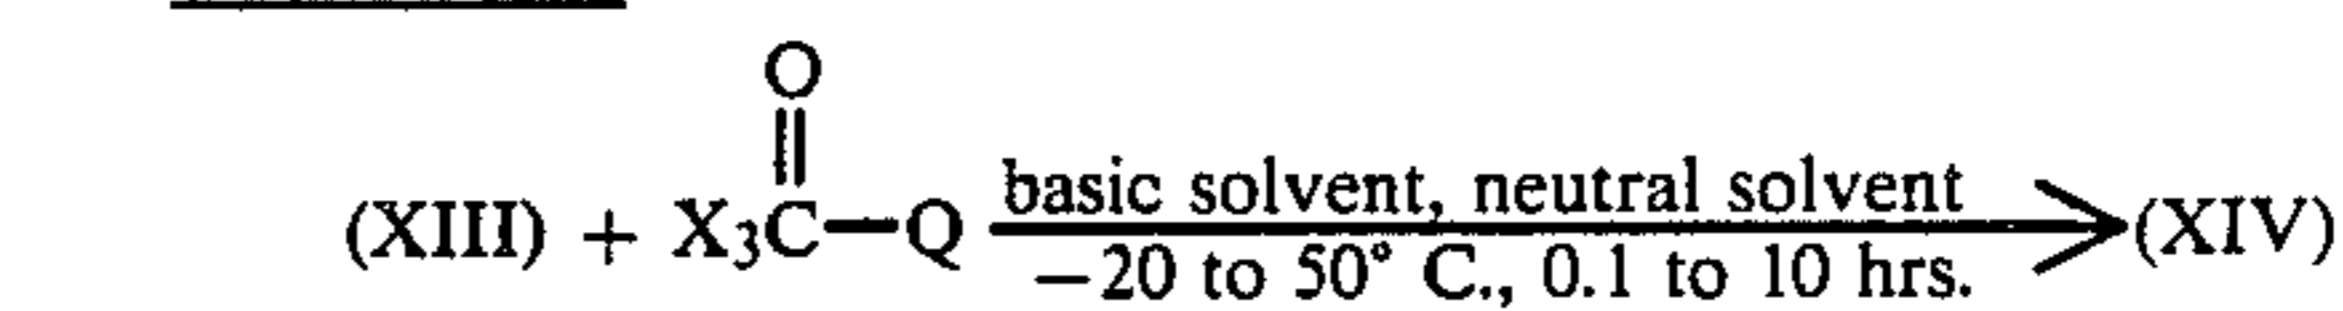 O
basic solvent, neutral solvent
(XIII) + X₃C—Q (XIV)
−20 to 50° C., 0.1 to 10 hrs.